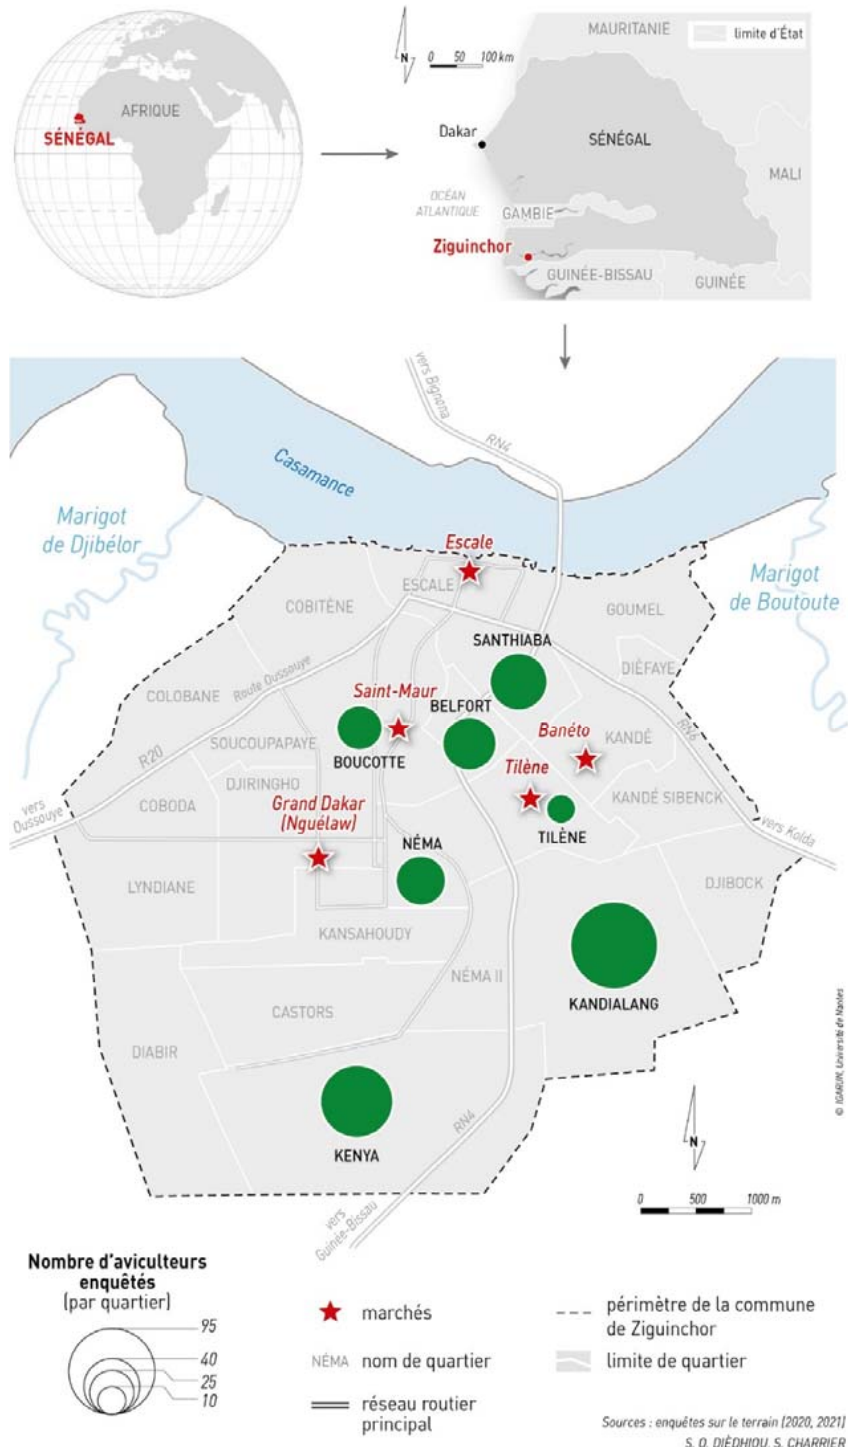 AFRIQUE
SÉNÉGAL
N
0 50 100 km
MAURITANIE
limite d'État
Dakar
SÉNÉGAL
MALI
OCÉAN
ATLANTIQUE
GAMBIE
Ziguinchor
GUINÉE-BISSAU
GUINÉE
vers Bignona
RN4
Casamance
Marigot
de Djibélor
Marigot
de Boutoute
Escale
ESCALE
COBITÈNE
GOUMEL
SANTHIABA
DIÉFAYE
COLOBANE
Route Oussouye
Saint-Maur
BELFORT
Banéto
KANDÉ
RN6
SOUCOUPAPAYE
BOUCOTTE
R20
Tilène
DJIRINGHO
KANDÉ SIBENCK
COBODA
Grand Dakar
(Nguélaw)
vers
Oussouye
NÉMA
TILÈNE
vers Kolda
LYNDIANE
DJIBOCK
KANSAHOUDY
NÉMA II
KANDIALANG
CASTORS
DIABIR
KENYA
RN4
vers
Guinée-Bissau
N
0 500 1000 m
© IGARUN, Université de Nantes
Nombre d'aviculteurs
enquêtés
(par quartier)
95
40
25
10
marchés
NÉMA nom de quartier
réseau routier
principal
périmètre de la commune
de Ziguinchor
limite de quartier
Sources : enquêtes sur le terrain (2020, 2021)
S. O. DIÈDHIOU, S. CHARRIER